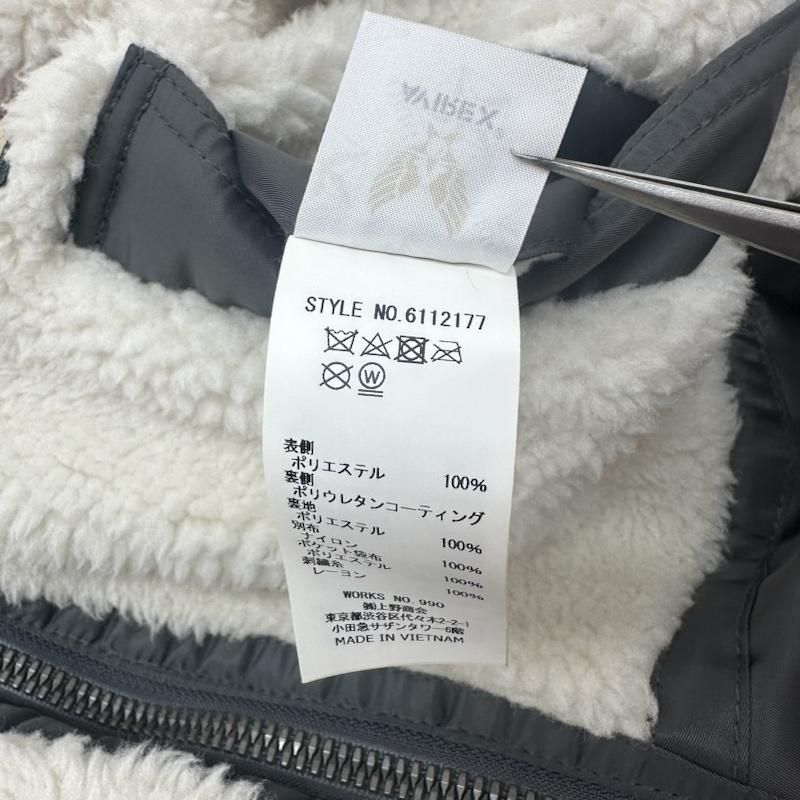 AVIREX
STYLE NO.6112177
W
表側
ポリエステル 100%
裏側
ポリウレタンコーティング
裏地
ポリエステル 100%
別布
ナイロン 100%
ポケット袋布
ポリエステル 100%
刺繍糸
レーヨン 100%
WORKS NO.990
㈱上野商会
東京都渋谷区代々木2-2-1
小田急サザンタワー6階
MADE IN VIETNAM